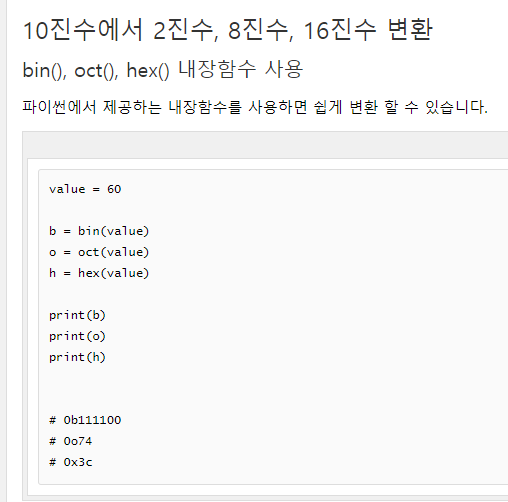 10진수에서 2진수, 8진수, 16진수 변환
bin(), oct(), hex() 내장함수 사용
파이썬에서 제공하는 내장함수를 사용하면 쉽게 변환 할 수 있습니다.
value = 60
b = bin(value)
o = oct(value)
h = hex(value)
print(b)
print(o)
print(h)
# 0b111100
# 0o74
# 0x3c